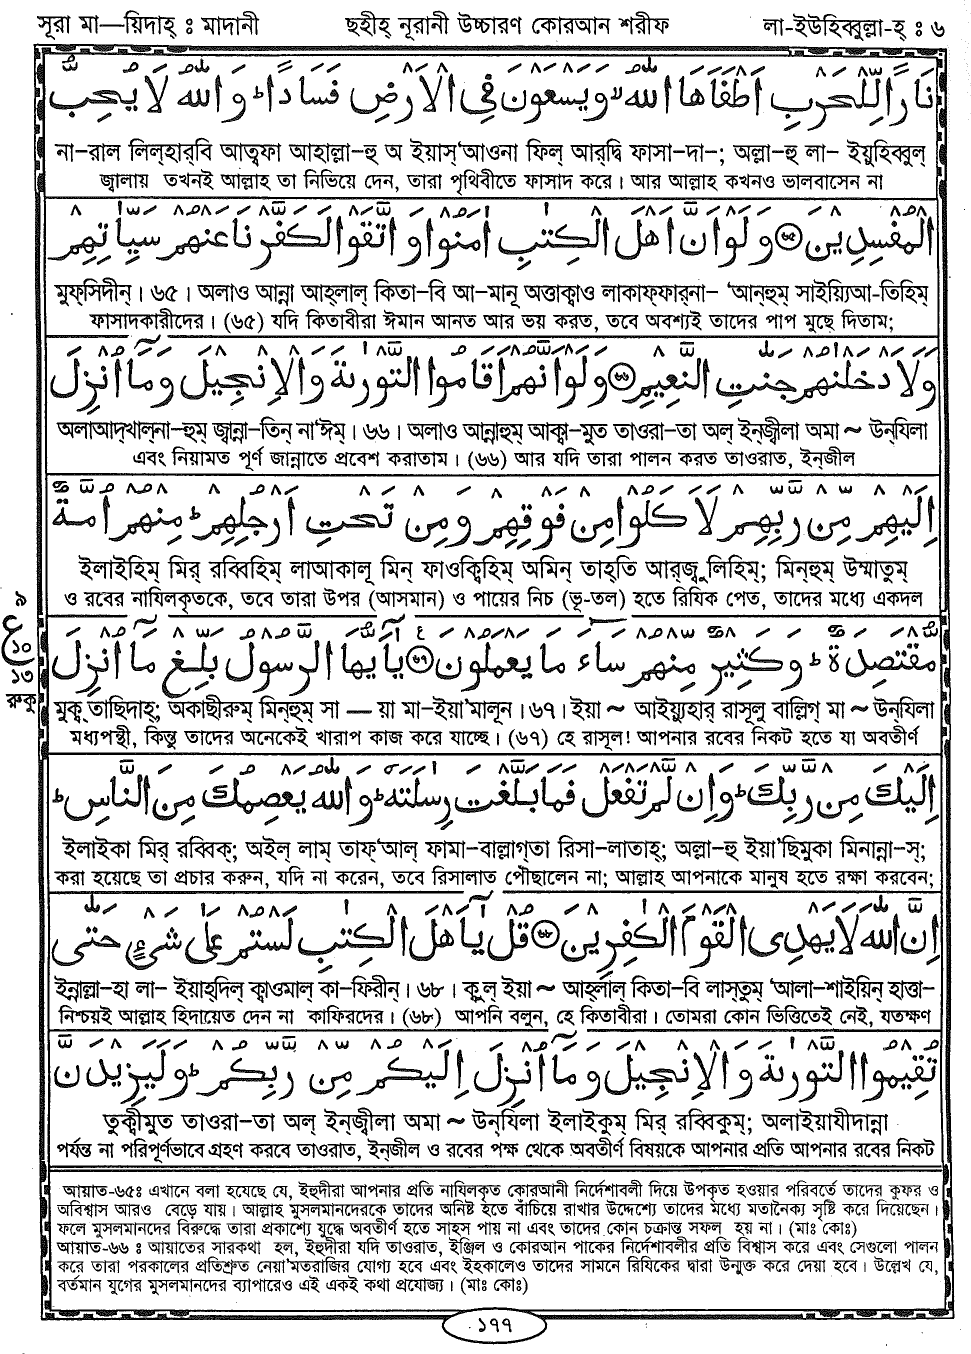 সূরা মা—য়িদাহ্ : মাদানী ছহীহ্ নূরানী উচ্চারণ কোরআন শরীফ লা-ইউহিব্বুল্লা-হ্ : ৬
نَارًا لِّلْحَرْبِ اَطْفَاَهَا اللّٰهُ ۙ وَيَسْعَوْنَ فِى الْاَرْضِ فَسَادًا ؕ وَاللّٰهُ لَا يُحِبُّ
না-রাল লিল্‌হার্‌বি আত্বফা আহাল্লা-হু অ ইয়াস্‌'আওনা ফিল্ আর্‌দ্বি ফাসা-দা-; অল্লা-হু লা- ইয়ুহিব্বুল্
জ্বালায় তখনই আল্লাহ তা নিভিয়ে দেন, তারা পৃথিবীতে ফাসাদ করে। আর আল্লাহ কখনও ভালবাসেন না
الْمُفْسِدِيْنَ ﴿۶۵﴾ وَلَوْ اَنَّ اَهْلَ الْكِتٰبِ اٰمَنُوْا وَاتَّقَوْا لَكَفَّرْنَا عَنْهُمْ سَيِّاٰتِهِمْ
মুফ্‌সিদীন্। ৬৫। অলাও আন্না আহ্‌লাল্ কিতা-বি আ-মানূ অত্তাক্বাও লাকাফ্‌ফার্‌না- 'আন্‌হুম্ সাইয়্যিআ-তিহিম্
ফাসাদকারীদের। (৬৫) যদি কিতাবীরা ঈমান আনত আর ভয় করত, তবে অবশ্যই তাদের পাপ মুছে দিতাম;
وَلَاَدْخَلْنٰهُمْ جَنّٰتِ النَّعِيْمِ ﴿۶۶﴾ وَلَوْ اَنَّهُمْ اَقَامُوا التَّوْرٰىةَ وَالْاِنْجِيْلَ وَمَآ اُنْزِلَ
অলাআদ্‌খাল্‌না-হুম্ জ্বান্না-তিন্ না'ঈম্। ৬৬। অলাও আন্নাহুম্ আক্বা-মুত তাওরা-তা অল্ ইন্‌জ্বীলা অমা ~ উন্‌যিলা
এবং নিয়ামত পূর্ণ জান্নাতে প্রবেশ করাতাম। (৬৬) আর যদি তারা পালন করত তাওরাত, ইন্‌জীল
اِلَيْهِمْ مِّنْ رَّبِّهِمْ لَاَكَلُوْا مِنْ فَوْقِهِمْ وَمِنْ تَحْتِ اَرْجُلِهِمْ ؕ مِنْهُمْ اُمَّةٌ
ইলাইহিম্ মির্ রব্বিহিম্ লাআকালূ মিন্ ফাওক্বিহিম্ অমিন্ তাহ্‌তি আর্‌জুলিহিম্; মিন্‌হুম্ উম্মাতুম্
ও রবের নাযিলকৃতকে, তবে তারা উপর (আসমান) ও পায়ের নিচ (ভূ-তল) হতে রিযিক পেত, তাদের মধ্যে একদল
৯
ع
১০
১৩
রুকূ
مُّقْتَصِدَةٌ ؕ وَكَثِيْرٌ مِّنْهُمْ سَآءَ مَا يَعْمَلُوْنَ ﴿۶۷﴾ يٰٓاَيُّهَا الرَّسُوْلُ بَلِّغْ مَآ اُنْزِلَ
মুক্ব্‌তাছিদাহ্; অকাছীরুম্ মিন্‌হুম্ সা — য়া মা-ইয়া'মালূন। ৬৭। ইয়া ~ আইয়্যুহার্ রাসূলু বাল্লিগ্ মা ~ উন্‌যিলা
মধ্যপন্থী, কিন্তু তাদের অনেকেই খারাপ কাজ করে যাচ্ছে। (৬৭) হে রাসূল! আপনার রবের নিকট হতে যা অবতীর্ণ
اِلَيْكَ مِنْ رَّبِّكَ ؕ وَاِنْ لَّمْ تَفْعَلْ فَمَا بَلَّغْتَ رِسٰلَتَهٗ ؕ وَاللّٰهُ يَعْصِمُكَ مِنَ النَّاسِ ؕ
ইলাইকা মির্ রব্বিক্; অইল্ লাম্ তাফ্'আল্ ফামা-বাল্লাগ্‌তা রিসা-লাতাহ্; অল্লা-হু ইয়া'ছিমুকা মিনান্না-স্;
করা হয়েছে তা প্রচার করুন, যদি না করেন, তবে রিসালাত পৌঁছালেন না; আল্লাহ আপনাকে মানুষ হতে রক্ষা করবেন;
اِنَّ اللّٰهَ لَا يَهْدِى الْقَوْمَ الْكٰفِرِيْنَ ﴿۶۸﴾ قُلْ يٰٓاَهْلَ الْكِتٰبِ لَسْتُمْ عَلٰى شَىْءٍ حَتّٰى
ইন্নাল্লা-হা লা- ইয়াহ্‌দিল্ ক্বাওমাল্ কা-ফিরীন্। ৬৮। ক্বুল্ ইয়া ~ আহ্‌লাল্ কিতা-বি লাস্‌তুম্ 'আলা-শাইয়িন্ হাত্তা-
নিশ্চয়ই আল্লাহ হিদায়েত দেন না কাফিরদের। (৬৮) আপনি বলুন, হে কিতাবীরা। তোমরা কোন ভিত্তিতেই নেই, যতক্ষণ
تُقِيْمُوا التَّوْرٰىةَ وَالْاِنْجِيْلَ وَمَآ اُنْزِلَ اِلَيْكُمْ مِّنْ رَّبِّكُمْ ؕ وَلَيَزِيْدَنَّ
তুক্বীমুত তাওরা-তা অল্ ইন্‌জ্বীলা অমা ~ উন্‌যিলা ইলাইকুম্ মির্ রব্বিকুম্; অলাইয়াযীদান্না
পর্যন্ত না পরিপূর্ণভাবে গ্রহণ করবে তাওরাত, ইন্‌জীল ও রবের পক্ষ থেকে অবতীর্ণ বিষয়কে আপনার প্রতি আপনার রবের নিকট
আয়াত-৬৫ঃ এখানে বলা হযেছে যে, ইহুদীরা আপনার প্রতি নাযিলকৃত কোরআনী নির্দেশাবলী দিয়ে উপকৃত হওয়ার পরিবর্তে তাদের কুফর ও
অবিশ্বাস আরও বেড়ে যায়। আল্লাহ মুসলমানদেরকে তাদের অনিষ্ট হতে বাঁচিয়ে রাখার উদ্দেশ্যে তাদের মধ্যে মতানৈক্য সৃষ্টি করে দিয়েছেন।
ফলে মুসলমানদের বিরুদ্ধে তারা প্রকাশ্যে যুদ্ধে অবতীর্ণ হতে সাহস পায় না এবং তাদের কোন চক্রান্ত সফল হয় না। (মাঃ কোঃ)
আয়াত-৬৬ ঃ আয়াতের সারকথা হল, ইহুদীরা যদি তাওরাত, ইঞ্জিল ও কোরআন পাকের নির্দেশাবলীর প্রতি বিশ্বাস করে এবং সেগুলো পালন
করে তারা পরকালের প্রতিশ্রুত নেয়া'মতরাজির যোগ্য হবে এবং ইহকালেও তাদের সামনে রিযিকের দ্বারা উন্মুক্ত করে দেয়া হবে। উল্লেখ যে,
বর্তমান যুগের মুসলমানদের ব্যাপারেও এই একই কথা প্রযোজ্য। (মাঃ কোঃ)
১৭৭